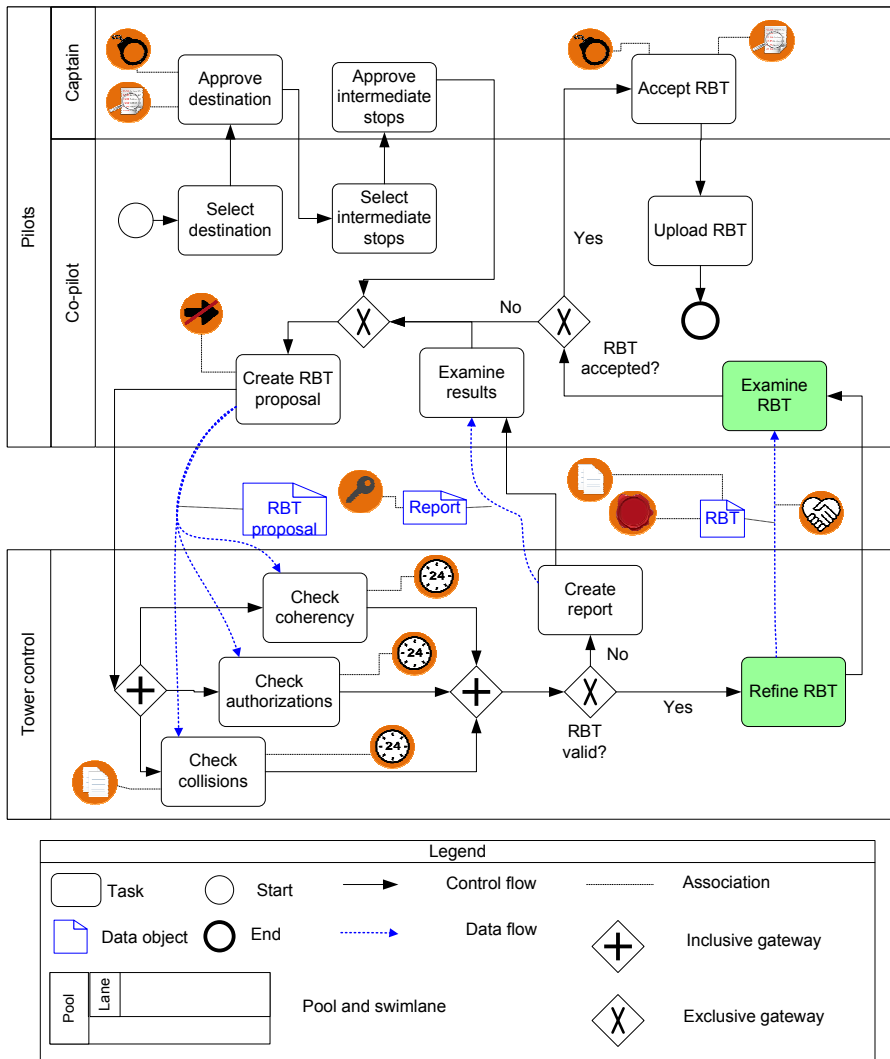 Pilots
Captain
Approve
destination
Approve
intermediate
stops
Accept RBT
Co-pilot
Select
destination
Select
intermediate
stops
Upload RBT
Yes
No
RBT
accepted?
Create RBT
proposal
Examine
results
Examine
RBT
RBT
proposal
Report
RBT
Tower control
Check
coherency
24
Create
report
Check
authorizations
24
No
Check
collisions
24
RBT
valid?
Yes
Refine RBT
Legend
Task
Start
Control flow
Association
Data object
End
Data flow
Inclusive gateway
Pool
Lane
Pool and swimlane
Exclusive gateway